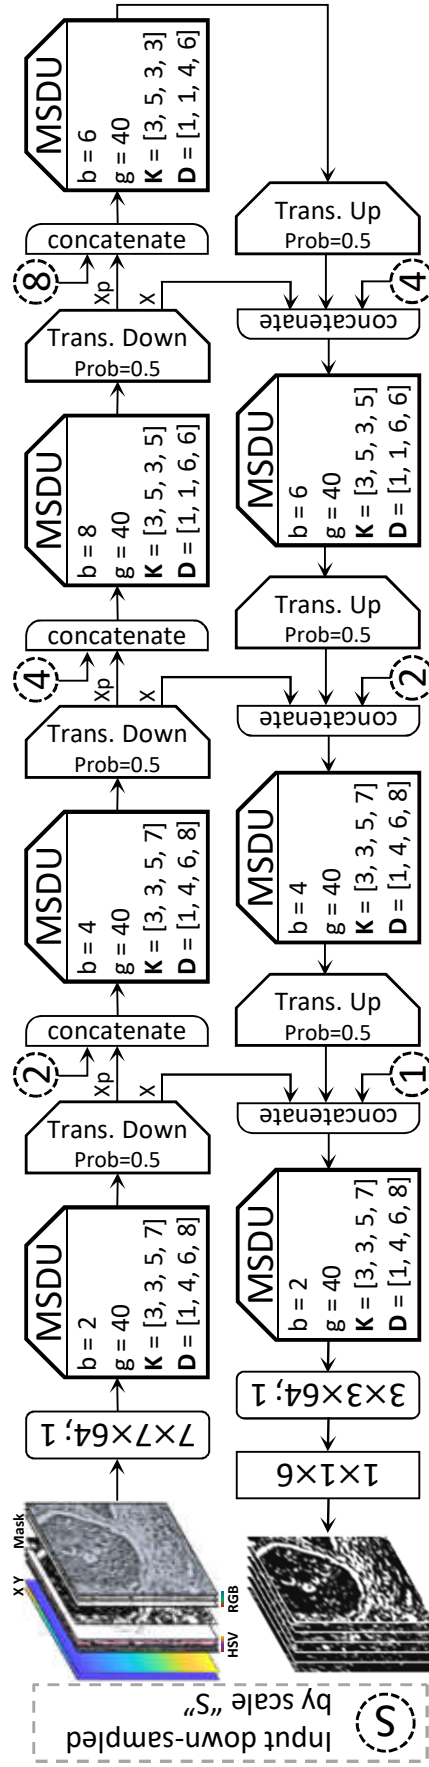 Input down-sampled
by scale "S"
S
X Y
Mask
HSV
RGB
7×7×64; 1
MSDU
b = 2
g = 40
K = [3, 3, 5, 7]
D = [1, 4, 6, 8]
Trans. Down
Prob=0.5
Xp
X
2
concatenate
MSDU
b = 4
g = 40
K = [3, 3, 5, 7]
D = [1, 4, 6, 8]
Trans. Down
Prob=0.5
Xp
X
4
concatenate
MSDU
b = 8
g = 40
K = [3, 5, 3, 5]
D = [1, 1, 6, 6]
Trans. Down
Prob=0.5
Xp
X
8
concatenate
MSDU
b = 6
g = 40
K = [3, 5, 3, 3]
D = [1, 1, 4, 6]
Trans. Up
Prob=0.5
concatenate
4
MSDU
b = 6
g = 40
K = [3, 5, 3, 5]
D = [1, 1, 6, 6]
Trans. Up
Prob=0.5
concatenate
2
MSDU
b = 4
g = 40
K = [3, 3, 5, 7]
D = [1, 4, 6, 8]
Trans. Up
Prob=0.5
concatenate
1
MSDU
b = 2
g = 40
K = [3, 3, 5, 7]
D = [1, 4, 6, 8]
3×3×64; 1
1×1×6